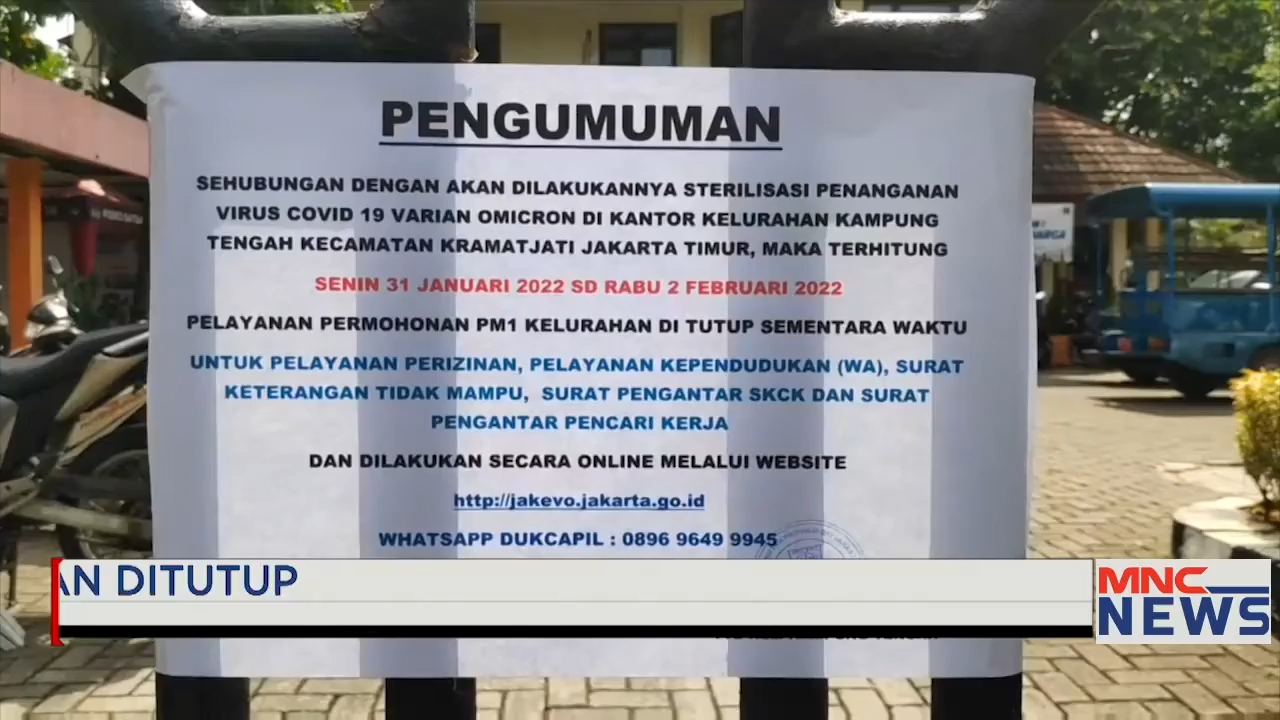 PENGUMUMAN
SEHUBUNGAN DENGAN AKAN DILAKUKANNYA STERILISASI PENANGANAN
VIRUS COVID 19 VARIAN OMICRON DI KANTOR KELURAHAN KAMPUNG
TENGAH KECAMATAN KRAMATJATI JAKARTA TIMUR, MAKA TERHITUNG
SENIN 31 JANUARI 2022 SD RABU 2 FEBRUARI 2022
PELAYANAN PERMOHONAN PM1 KELURAHAN DI TUTUP SEMENTARA WAKTU
UNTUK PELAYANAN PERIZINAN, PELAYANAN KEPENDUDUKAN (WA), SURAT
KETERANGAN TIDAK MAMPU, SURAT PENGANTAR SKCK DAN SURAT
PENGANTAR PENCARI KERJA
DAN DILAKUKAN SECARA ONLINE MELALUI WEBSITE
http://jakevo.jakarta.go.id
WHATSAPP DUKCAPIL : 0896 9649 9945
AN DITUTUP
MNC
NEWS